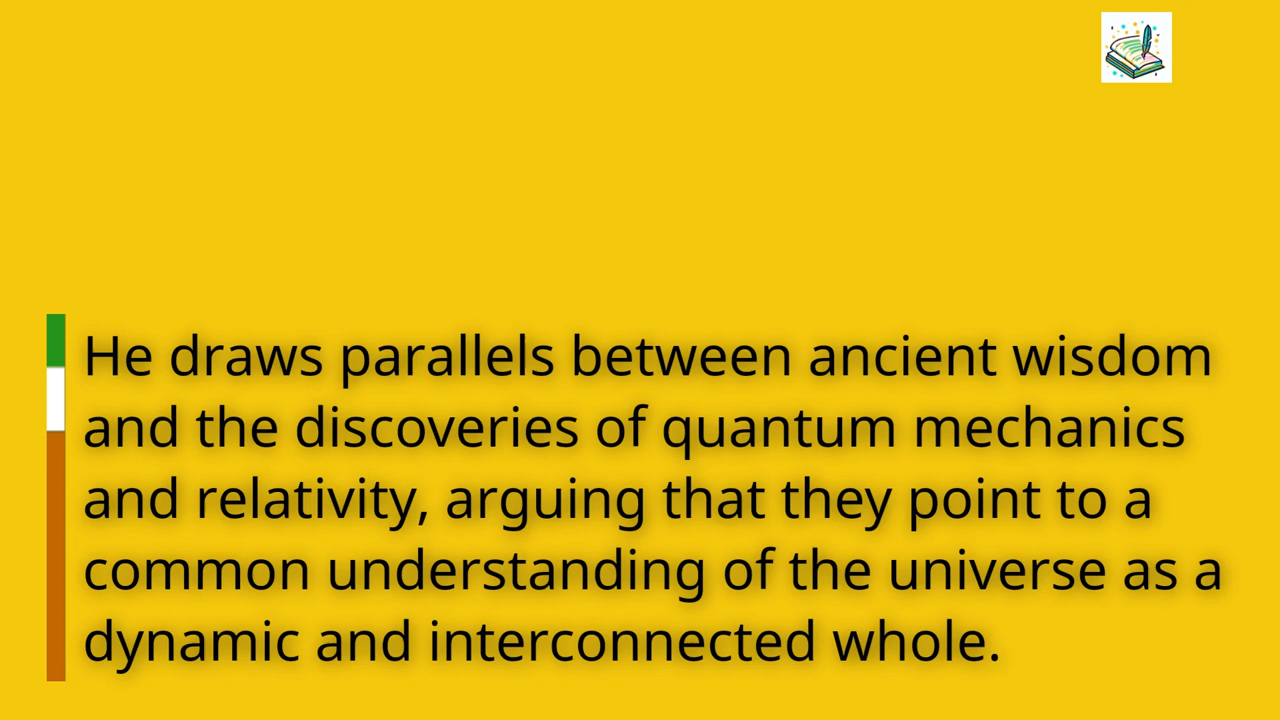 He draws parallels between ancient wisdom
and the discoveries of quantum mechanics
and relativity, arguing that they point to a
common understanding of the universe as a
dynamic and interconnected whole.